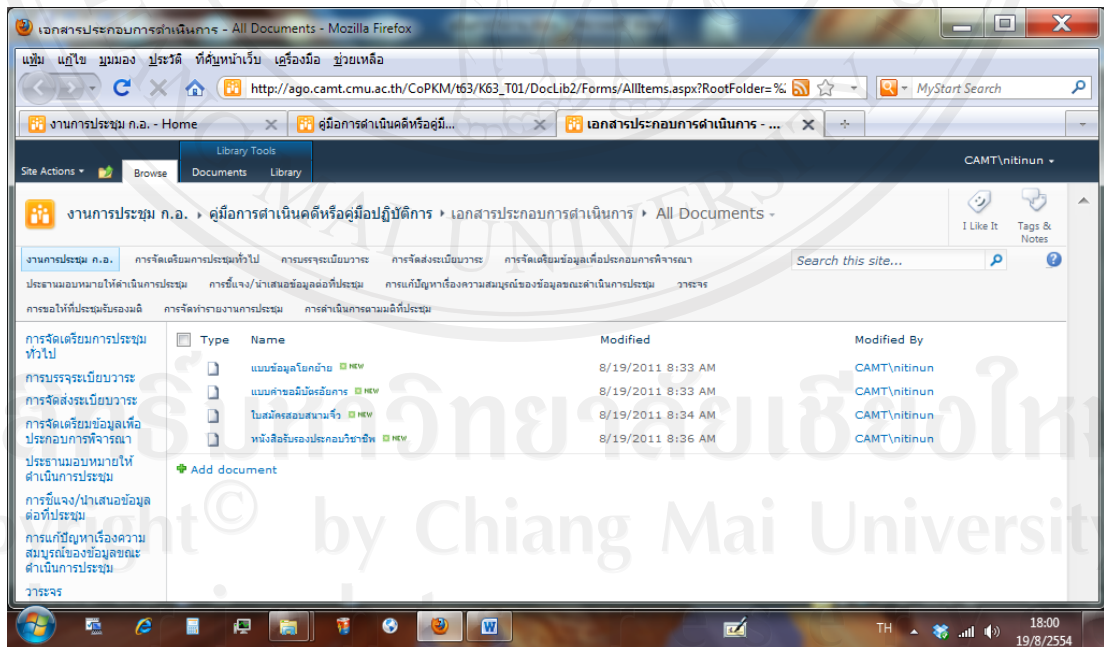 เอกสารประกอบการดำเนินการ - All Documents - Mozilla Firefox
แฟ้ม แก้ไข มุมมอง ประวัติ ที่คั่นหน้าเว็บ เครื่องมือ ช่วยเหลือ
http://ago.camt.cmu.ac.th/CoPKM/t63/K63_T01/DocLib2/Forms/AllItems.aspx?RootFolder=%
MyStart Search
งานการประชุม ก.อ. - Home
คู่มือการดำเนินคดีหรือคู่มื...
เอกสารประกอบการดำเนินการ - ...
Library Tools
CAMT\nitinun
Site Actions
Browse
Documents
Library
งานการประชุม ก.อ. คู่มือการดำเนินคดีหรือคู่มือปฏิบัติการ เอกสารประกอบการดำเนินการ All Documents
I Like It
Tags & Notes
งานการประชุม ก.อ. การจัดเตรียมการประชุมทั่วไป การบรรจุระเบียบวาระ การจัดส่งระเบียบวาระ การจัดเตรียมข้อมูลเพื่อประกอบการพิจารณา
Search this site...
ประธานมอบหมายให้ดำเนินการประชุม การชี้แจง/นำเสนอข้อมูลต่อที่ประชุม การแก้ปัญหาเรื่องความสมบูรณ์ของข้อมูลขณะดำเนินการประชุม วาระจร
การขอให้ที่ประชุมรับรองมติ การจัดทำรายงานการประชุม การดำเนินการตามมติที่ประชุม
การจัดเตรียมการประชุม
ทั่วไป
การบรรจุระเบียบวาระ
การจัดส่งระเบียบวาระ
การจัดเตรียมข้อมูลเพื่อ
ประกอบการพิจารณา
ประธานมอบหมายให้
ดำเนินการประชุม
การชี้แจง/นำเสนอข้อมูล
ต่อที่ประชุม
การแก้ปัญหาเรื่องความ
สมบูรณ์ของข้อมูลขณะ
ดำเนินการประชุม
วาระจร
Type Name Modified Modified By
แบบข้อมูลโยกย้าย NEW 8/19/2011 8:33 AM CAMT\nitinun
แบบคำขอมีบัตรอัยการ NEW 8/19/2011 8:33 AM CAMT\nitinun
ใบสมัครสอบสนามจิ๋ว NEW 8/19/2011 8:34 AM CAMT\nitinun
หนังสือรับรองประกอบวิชาชีพ NEW 8/19/2011 8:36 AM CAMT\nitinun
Add document
TH
18:00
19/8/2554
MAI UNIVERS
by Chiang Mai University